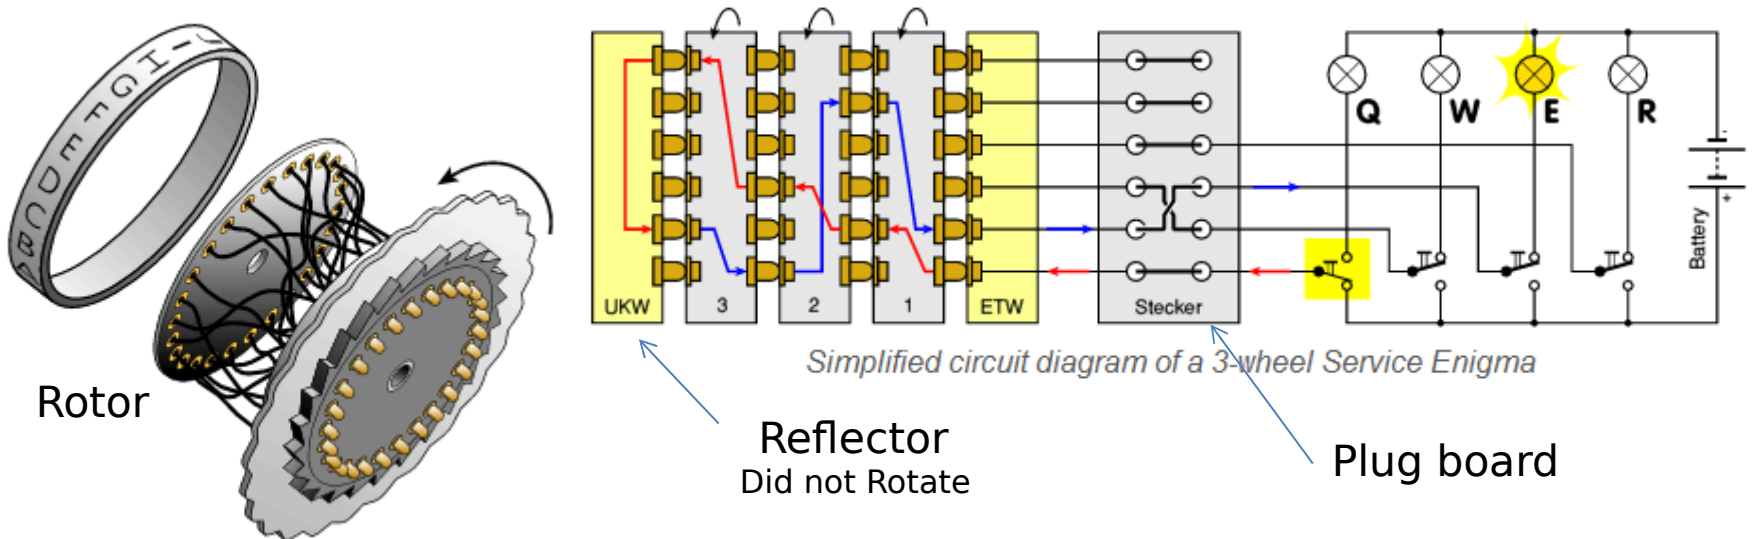 A B C D E F G H I J
Rotor
UKW 3 2 1 ETW Stecker
Q W E R
- + Battery
Simplified circuit diagram of a 3-wheel Service Enigma
Reflector
Did not Rotate
Plug board